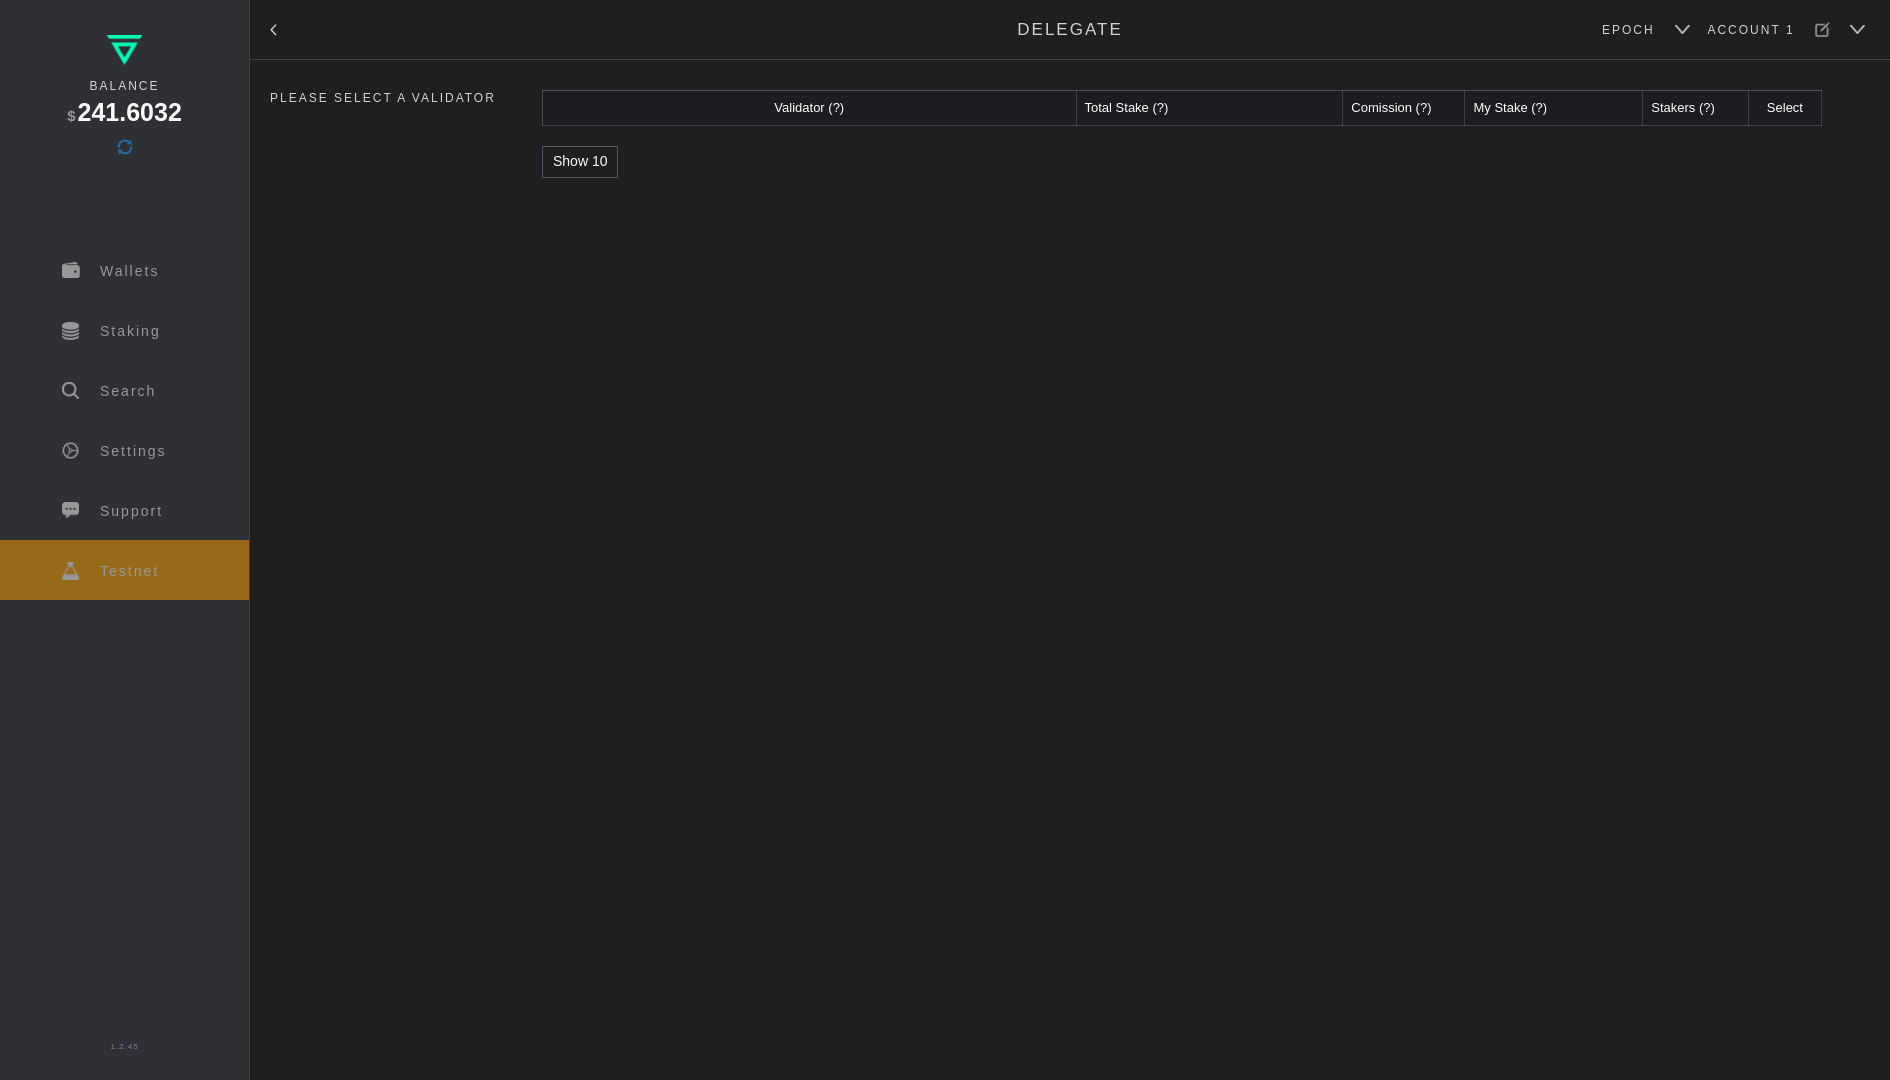 DELEGATE
EPOCH
ACCOUNT 1
BALANCE
$241.6032
Wallets
Staking
Search
Settings
Support
Testnet
1.2.45
PLEASE SELECT A VALIDATOR
Validator (?) Total Stake (?) Comission (?) My Stake (?) Stakers (?) Select
Show 10